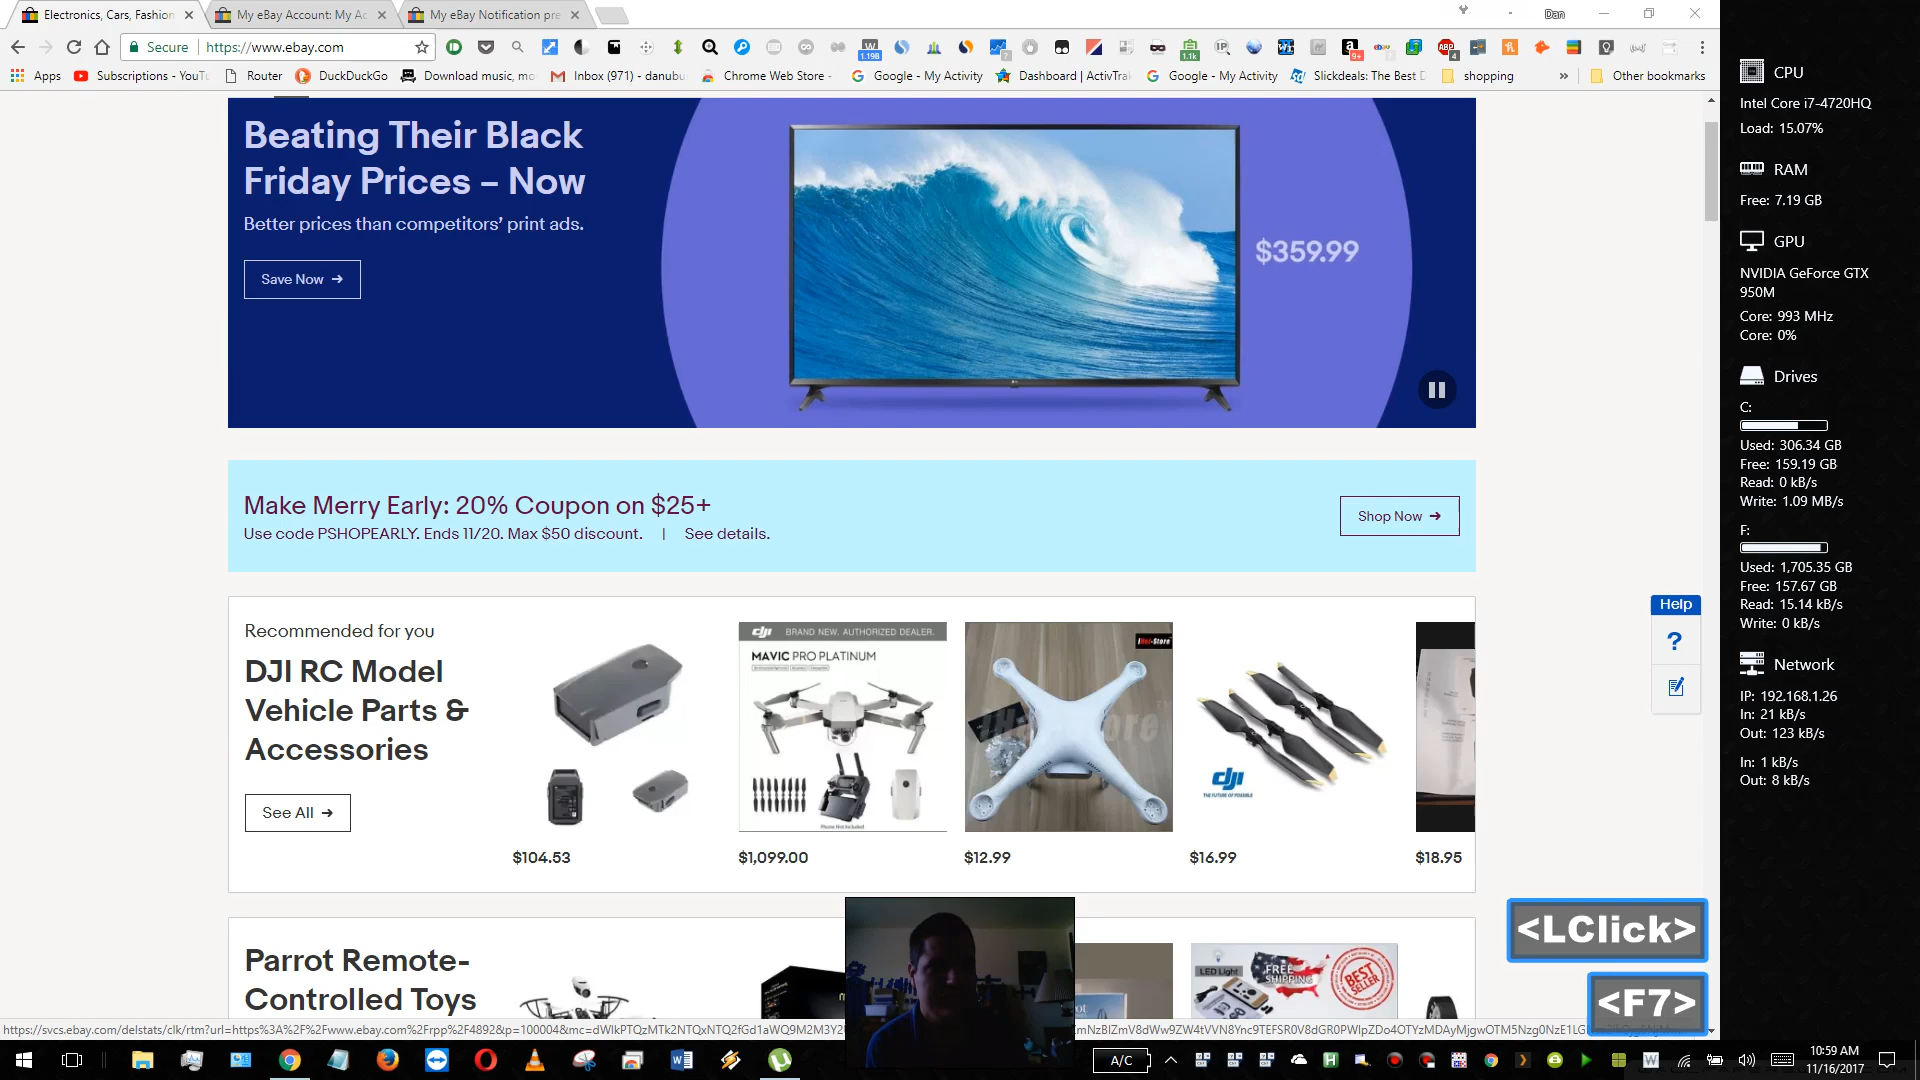 Electronics, Cars, Fashion
My eBay Account: My Ac
My eBay Notification pre
Dan
Secure
https://www.ebay.com
Apps
Subscriptions - YouTu
Router
DuckDuckGo
Download music, mo
Inbox (971) - danubu
Chrome Web Store -
Google - My Activity
Dashboard | ActivTrak
Google - My Activity
Slickdeals: The Best D
shopping
Other bookmarks
Beating Their Black
Friday Prices – Now
Better prices than competitors' print ads.
Save Now →
$359.99
Make Merry Early: 20% Coupon on $25+
Use code PSHOPEARLY. Ends 11/20. Max $50 discount. | See details.
Shop Now →
Recommended for you
DJI RC Model
Vehicle Parts &
Accessories
See All →
dji BRAND NEW. AUTHORIZED DEALER.
MAVIC PRO PLATINUM
Phone Not Included
dji
THE FUTURE OF POSSIBLE
$104.53
$1,099.00
$12.99
$16.99
$18.95
Help
?
Parrot Remote-
Controlled Toys
LED Light
FREE
SHIPPING
BEST
SELLER
<LClick>
<F7>
CPU
Intel Core i7-4720HQ
Load: 15.07%
RAM
Free: 7.19 GB
GPU
NVIDIA GeForce GTX
950M
Core: 993 MHz
Core: 0%
Drives
C:
Used: 306.34 GB
Free: 159.19 GB
Read: 0 kB/s
Write: 1.09 MB/s
F:
Used: 1,705.35 GB
Free: 157.67 GB
Read: 15.14 kB/s
Write: 0 kB/s
Network
IP: 192.168.1.26
In: 21 kB/s
Out: 123 kB/s
In: 1 kB/s
Out: 8 kB/s
A/C
10:59 AM
11/16/2017